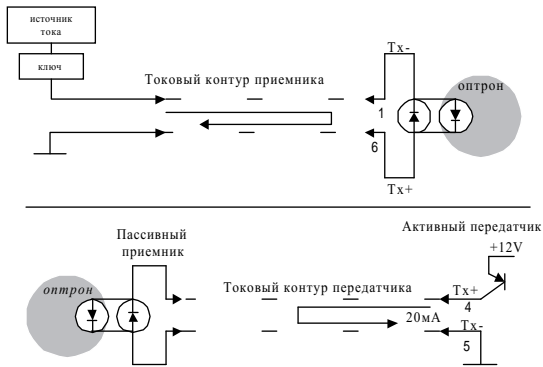 источник
тока
ключ
Токовый контур приемника
Tx-
оптрон
1
6
Tx+
Пассивный
приемник
Активный передатчик
+12V
оптрон
Токовый контур передатчика
Tx+
4
20мА
Tx-
5